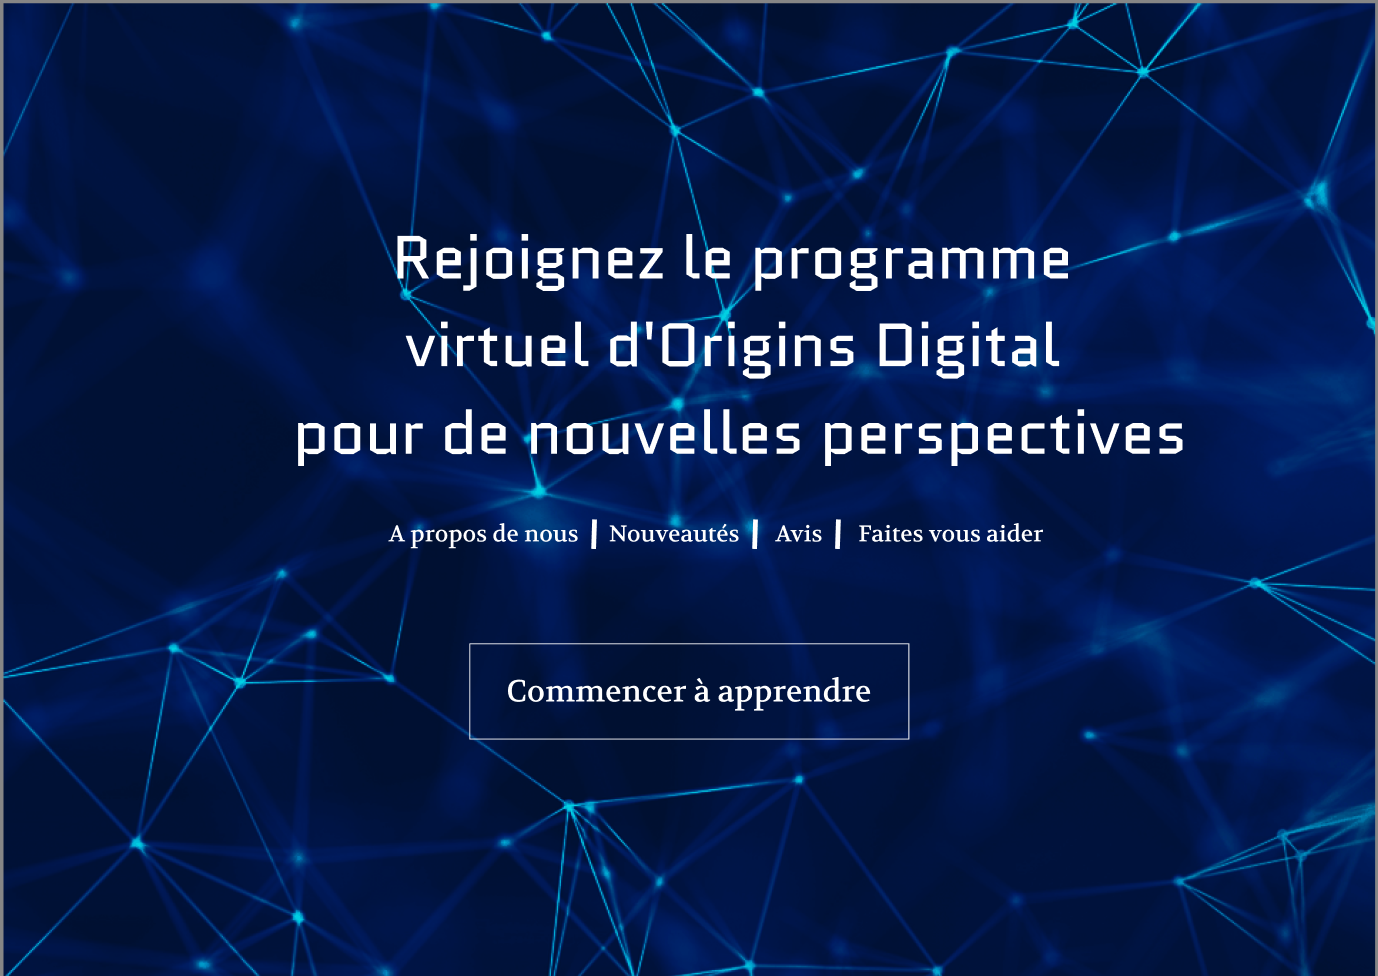 Rejoignez le programme
virtuel d'Origins Digital
pour de nouvelles perspectives
A propos de nous | Nouveautés | Avis | Faites vous aider
Commencer à apprendre